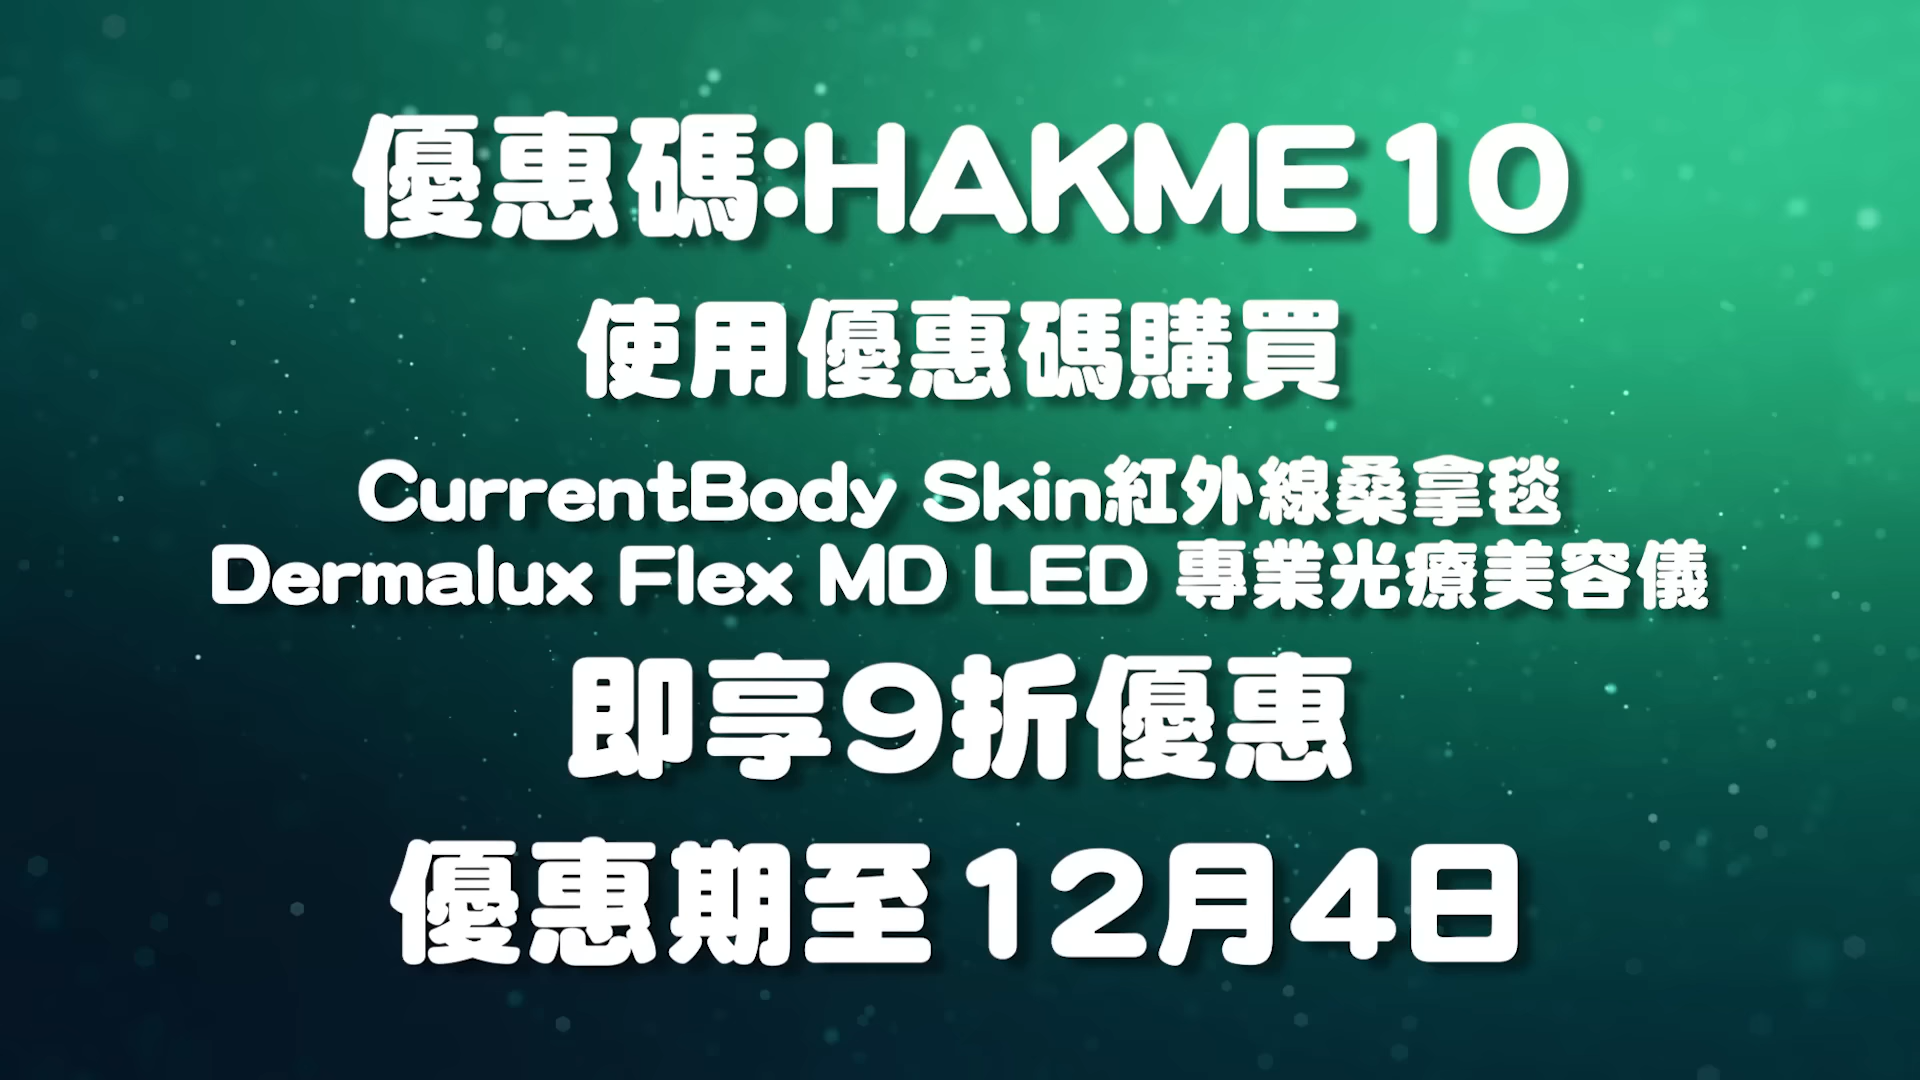 優惠碼:HAKME10
使用優惠碼購買
CurrentBody Skin紅外線桑拿毯
Dermalux Flex MD LED 專業光療美容儀
即享9折優惠
優惠期至12月4日